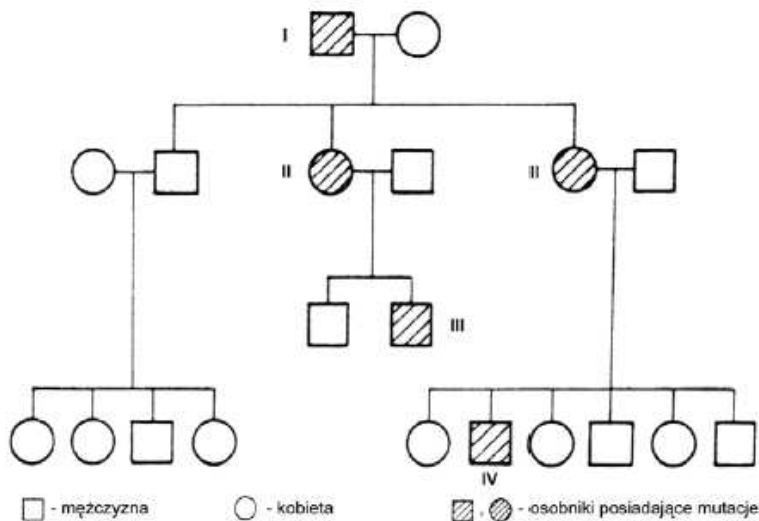 I
II
II
III
IV
- mężczyzna
- kobieta
, - osobniki posiadające mutacje